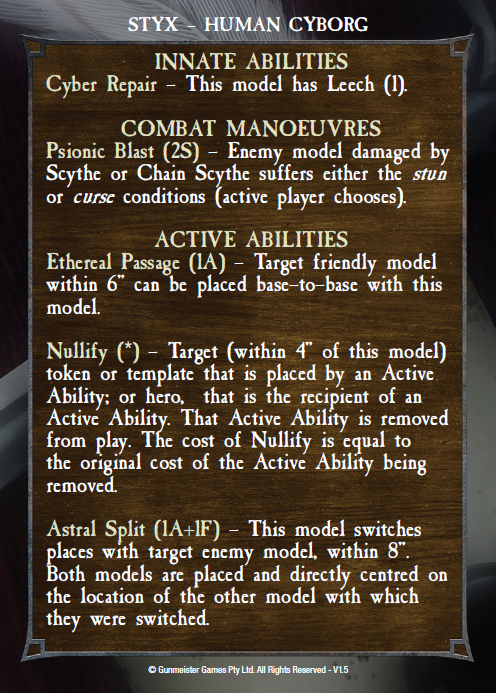 STYX - HUMAN CYBORG
INNATE ABILITIES
Cyber Repair – This model has Leech (1).
COMBAT MANOEUVRES
Psionic Blast (2S) – Enemy model damaged by
Scythe or Chain Scythe suffers either the stun
or curse conditions (active player chooses).
ACTIVE ABILITIES
Ethereal Passage (1A) – Target friendly model
within 6” can be placed base-to-base with this
model.
Nullify (*) – Target (within 4” of this model)
token or template that is placed by an Active
Ability; or hero, that is the recipient of an
Active Ability. That Active Ability is removed
from play. The cost of Nullify is equal to
the original cost of the Active Ability being
removed.
Astral Split (1A+1F) – This model switches
places with target enemy model, within 8”.
Both models are placed and directly centred on
the location of the other model with which
they were switched.
© Gunmeister Games Pty Ltd. All Rights Reserved - V1.5